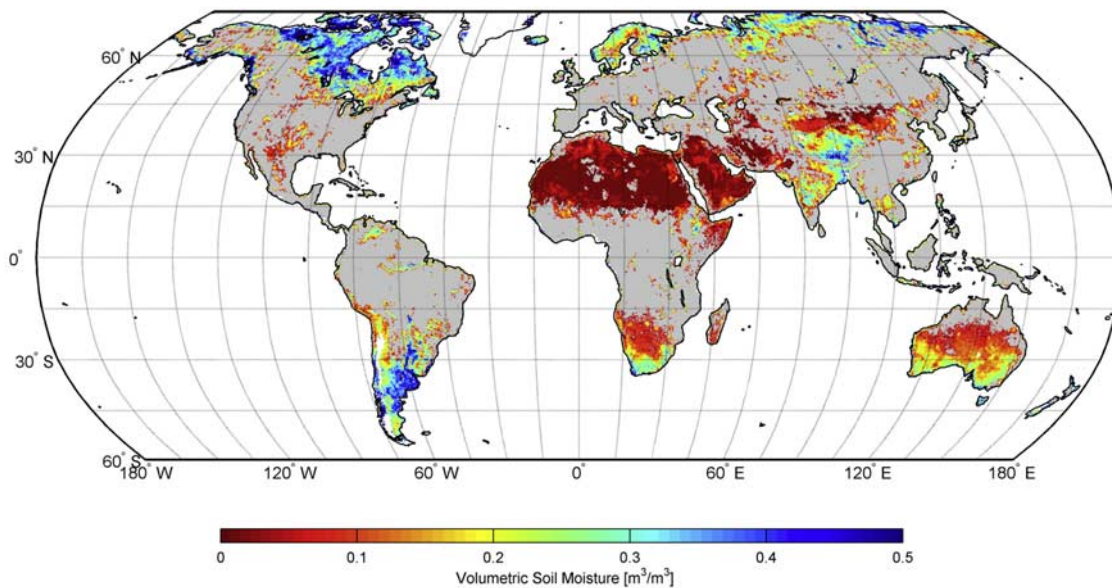 60° N
30° N
0°
30° S
60° S
180° W 120° W 60° W 0° 60° E 120° E 180° E
0 0.1 0.2 0.3 0.4 0.5
Volumetric Soil Moisture [m³/m³]